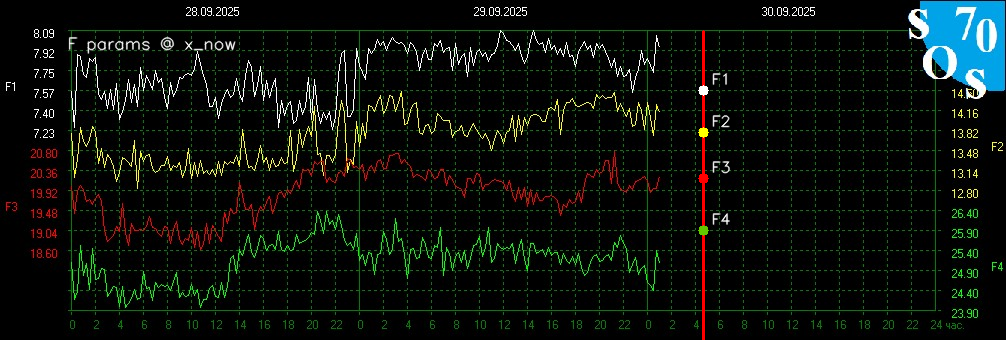 28.09.2025 29.09.2025 30.09.2025
F params @ x_now
SOS 70
8.09
7.92
7.75
7.57
7.40
7.23
F1
20.80
20.36
19.92
19.48
19.04
18.60
F3
F1
F2
F3
F4
14.50
14.16
13.82
13.48
13.14
12.80
F2
26.40
25.90
25.40
24.90
24.40
23.90
F4
0 2 4 6 8 10 12 14 16 18 20 22 0 2 4 6 8 10 12 14 16 18 20 22 0 2 4 6 8 10 12 14 16 18 20 22 24 час.